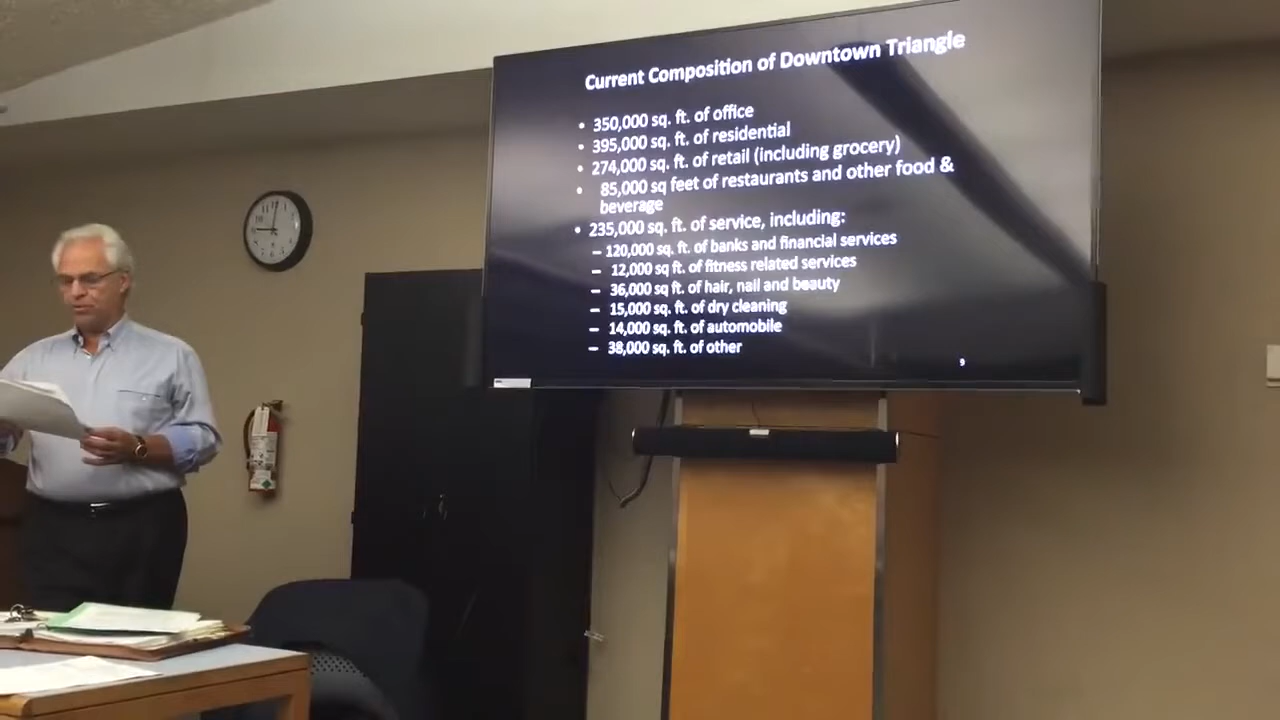 Current Composition of Downtown Triangle
• 350,000 sq. ft. of office
• 395,000 sq. ft. of residential
• 274,000 sq. ft. of retail (including grocery)
• 85,000 sq feet of restaurants and other food &
beverage
• 235,000 sq. ft. of service, including:
– 120,000 sq. ft. of banks and financial services
– 12,000 sq ft. of fitness related services
– 36,000 sq ft. of hair, nail and beauty
– 15,000 sq. ft. of dry cleaning
– 14,000 sq. ft. of automobile
– 38,000 sq. ft. of other
9